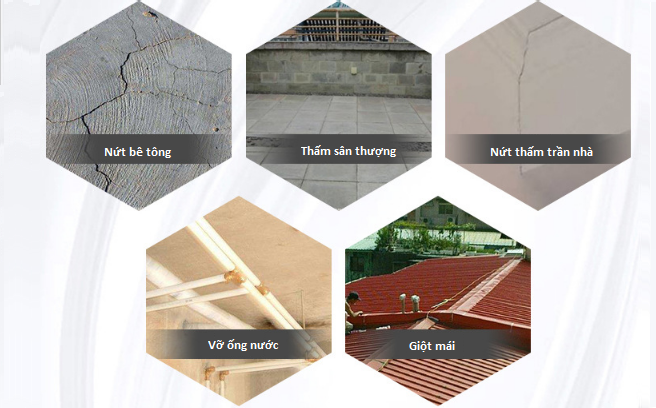 Nứt bê tông
Thấm sân thượng
Nứt thấm trần nhà
Vỡ ống nước
Giột mái